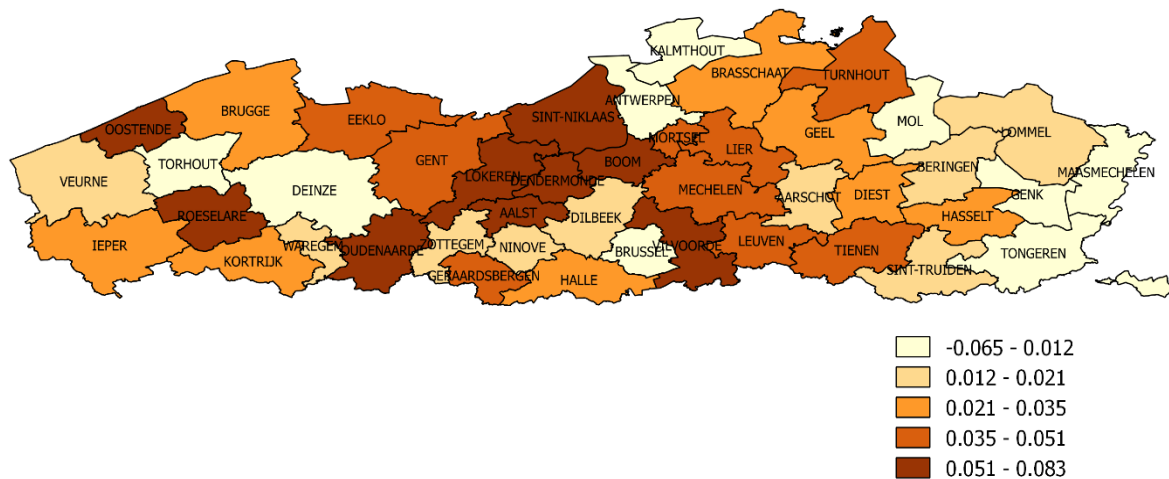 KALMTHOUT
BRASSCHAAT
TURNHOUT
ANTWERPEN
BRUGGE
OOSTENDE
EEKLO
SINT-NIKLAAS
MOL
GEEL
LOMMEL
MORTSEL
LIER
GENT
TORHOUT
BOOM
BERINGEN
MAASMECHELEN
VEURNE
LOKEREN
DENDERMONDE
DEINZE
MECHELEN
AARSCHOT
DIEST
GENK
ROESELARE
AALST
DILBEEK
HASSELT
IEPER
WAREGEM
OUDENAARDE
ZOTTEGEM
NINOVE
BRUSSEL
VILVOORDE
LEUVEN
TIENEN
TONGEREN
KORTRIJK
GERAARDSBERGEN
HALLE
SINT-TRUIDEN
-0.065 - 0.012
0.012 - 0.021
0.021 - 0.035
0.035 - 0.051
0.051 - 0.083